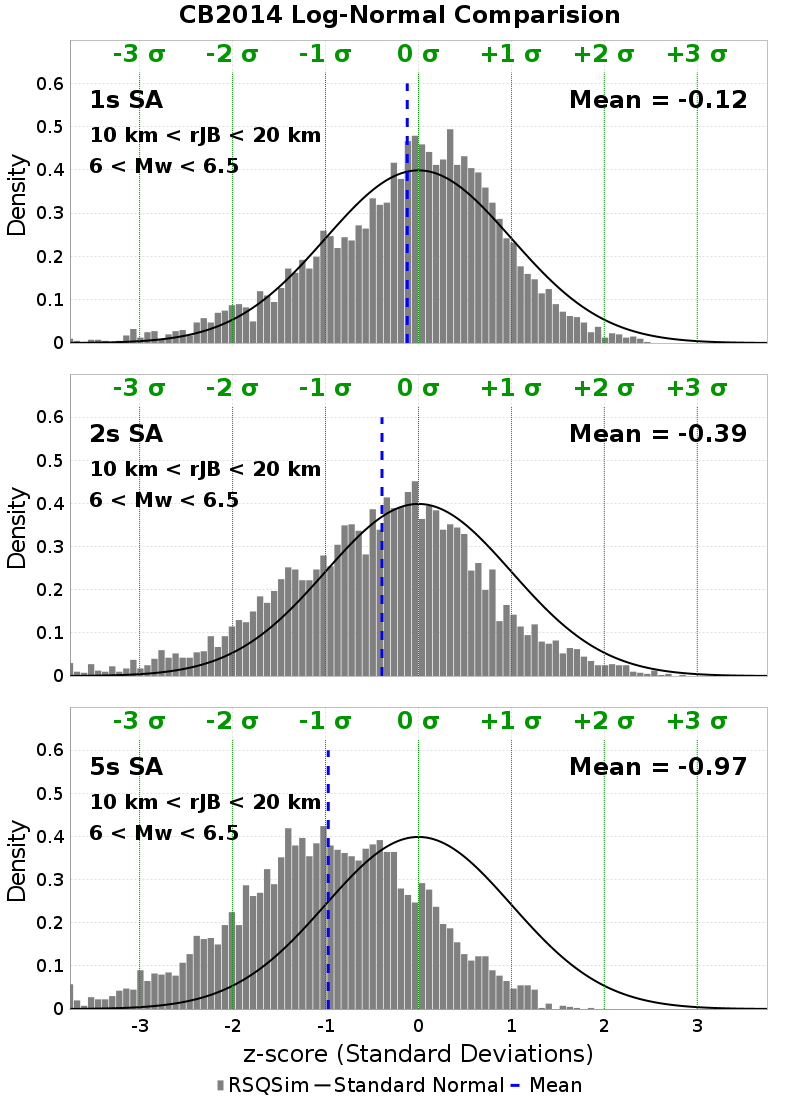 CB2014 Log-Normal Comparision
-3 σ -2 σ -1 σ 0 σ +1 σ +2 σ +3 σ
0.6
1s SA Mean = -0.12
0.5
10 km < rJB < 20 km
6 < Mw < 6.5
0.4
0.3
0.2
0.1
0
Density
-3 σ -2 σ -1 σ 0 σ +1 σ +2 σ +3 σ
0.6
2s SA Mean = -0.39
0.5
10 km < rJB < 20 km
6 < Mw < 6.5
0.4
0.3
0.2
0.1
0
Density
-3 σ -2 σ -1 σ 0 σ +1 σ +2 σ +3 σ
0.6
5s SA Mean = -0.97
0.5
10 km < rJB < 20 km
6 < Mw < 6.5
0.4
0.3
0.2
0.1
0
Density
-3 -2 -1 0 1 2 3
z-score (Standard Deviations)
RSQSim Standard Normal Mean